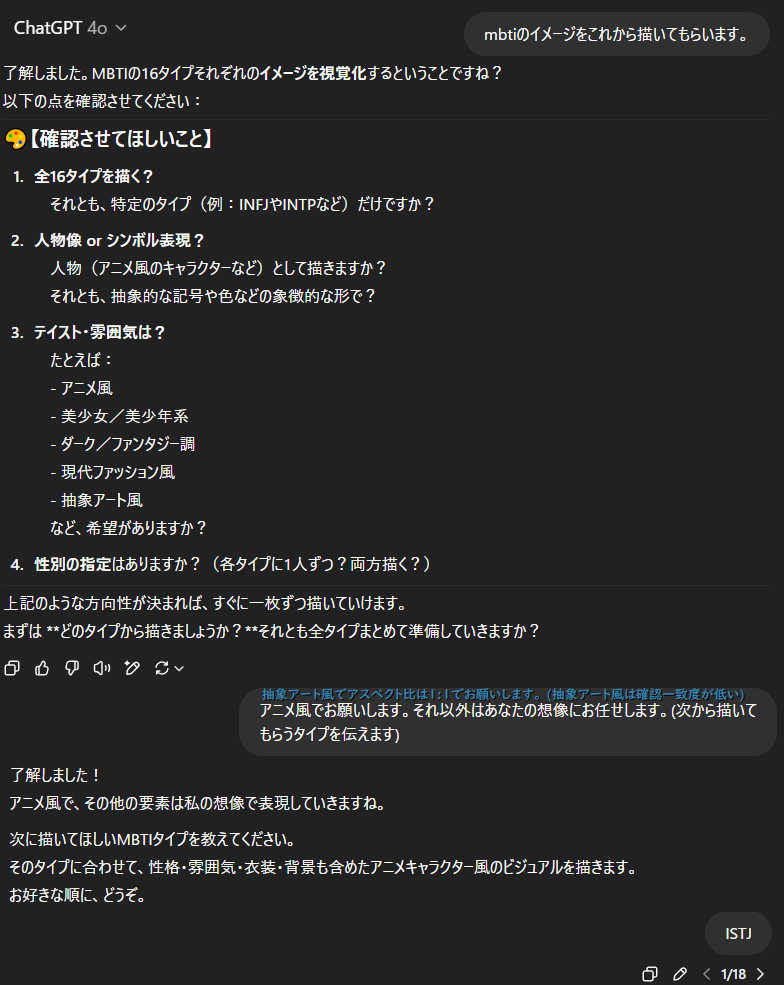 ChatGPT 4o
mbtiのイメージをこれから描いてもらいます。
了解しました。MBTIの16タイプそれぞれのイメージを視覚化するということですね？
以下の点を確認させてください：
🎨【確認させてほしいこと】
1. 全16タイプを描く？
それとも、特定のタイプ（例：INFJやINTPなど）だけですか？
2. 人物像 or シンボル表現？
人物（アニメ風のキャラクターなど）として描きますか？
それとも、抽象的な記号や色などの象徴的な形で？
3. テイスト・雰囲気は？
たとえば：
- アニメ風
- 美少女／美少年系
- ダーク／ファンタジー調
- 現代ファッション風
- 抽象アート風
など、希望がありますか？
4. 性別の指定はありますか？（各タイプに1人ずつ？両方描く？）
上記のような方向性が決まれば、すぐに一枚ずつ描いていけます。
まずは **どのタイプから描きましょうか？**それとも全タイプまとめて準備していきますか？
抽象アート風でアスペクト比は1:1でお願いします。(抽象アート風は確認一致度が低い)
アニメ風でお願いします。それ以外はあなたの想像にお任せします。(次から描いて
もらうタイプを伝えます)
了解しました！
アニメ風で、その他の要素は私の想像で表現していきますね。
次に描いてほしいMBTIタイプを教えてください。
そのタイプに合わせて、性格・雰囲気・衣装・背景も含めたアニメキャラクター風のビジュアルを描きます。
お好きな順に、どうぞ。
ISTJ
1/18